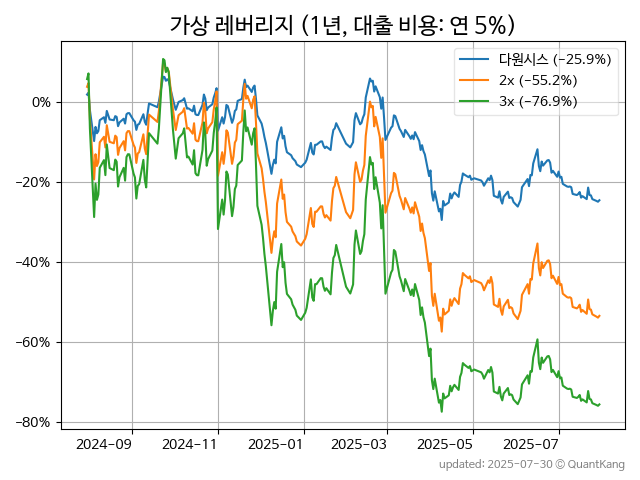 가상 레버리지 (1년, 대출 비용: 연 5%)
다원시스 (−25.9%)
2x (−55.2%)
3x (−76.9%)
0%
−20%
−40%
−60%
−80%
2024−09 2024−11 2025−01 2025−03 2025−05 2025−07
updated: 2025-07-30 © QuantKang